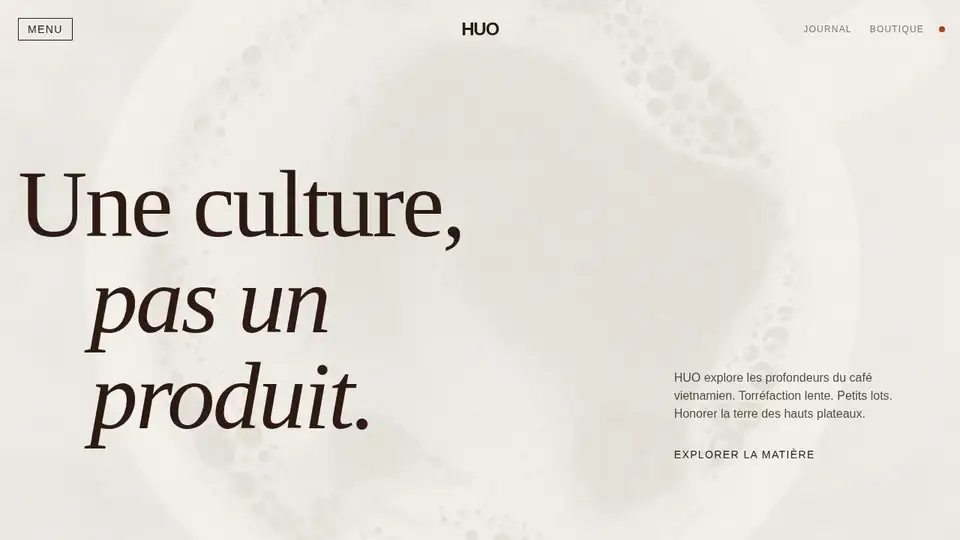 MENU
HUO
JOURNAL
BOUTIQUE
Une culture,
pas un
produit.
HUO explore les profondeurs du café
vietnamien. Torréfaction lente. Petits lots.
Honorer la terre des hauts plateaux.
EXPLORER LA MATIÈRE